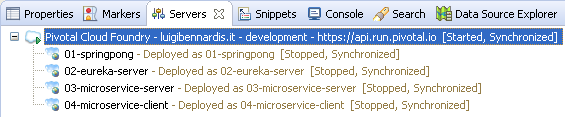 Properties Markers Servers Snippets Console Search Data Source Explorer
Pivotal Cloud Foundry - luigibennardis.it - development - https://api.run.pivotal.io [Started, Synchronized]
01-springpong - Deployed as 01-springpong [Stopped, Synchronized]
02-eureka-server - Deployed as 02-eureka-server [Stopped, Synchronized]
03-microservice-server - Deployed as 03-microservice-server [Stopped, Synchronized]
04-microservice-client - Deployed as 04-microservice-client [Stopped, Synchronized]